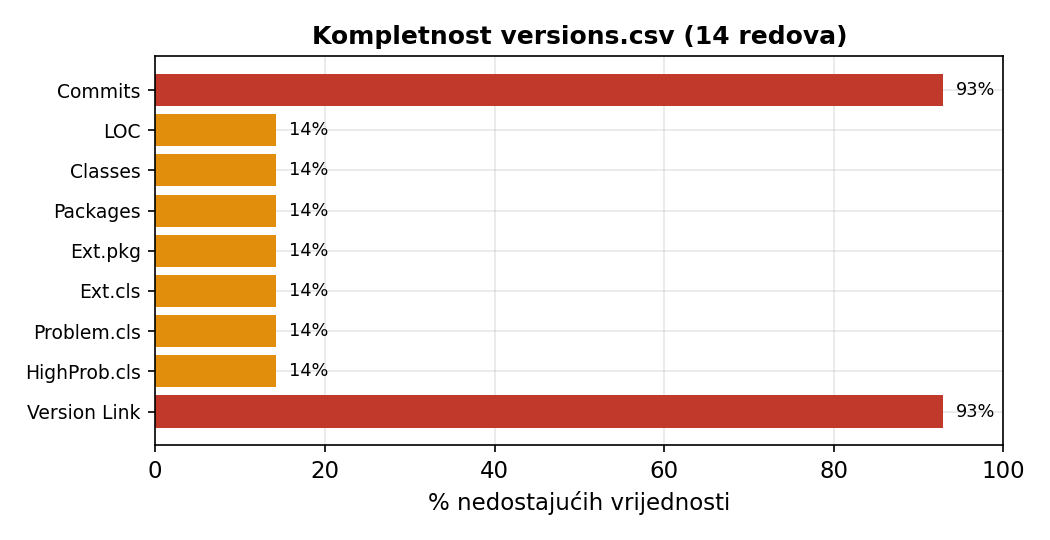 Kompletnost versions.csv (14 redova)
Commits 93%
LOC 14%
Classes 14%
Packages 14%
Ext.pkg 14%
Ext.cls 14%
Problem.cls 14%
HighProb.cls 14%
Version Link 93%
0 20 40 60 80 100
% nedostajućih vrijednosti